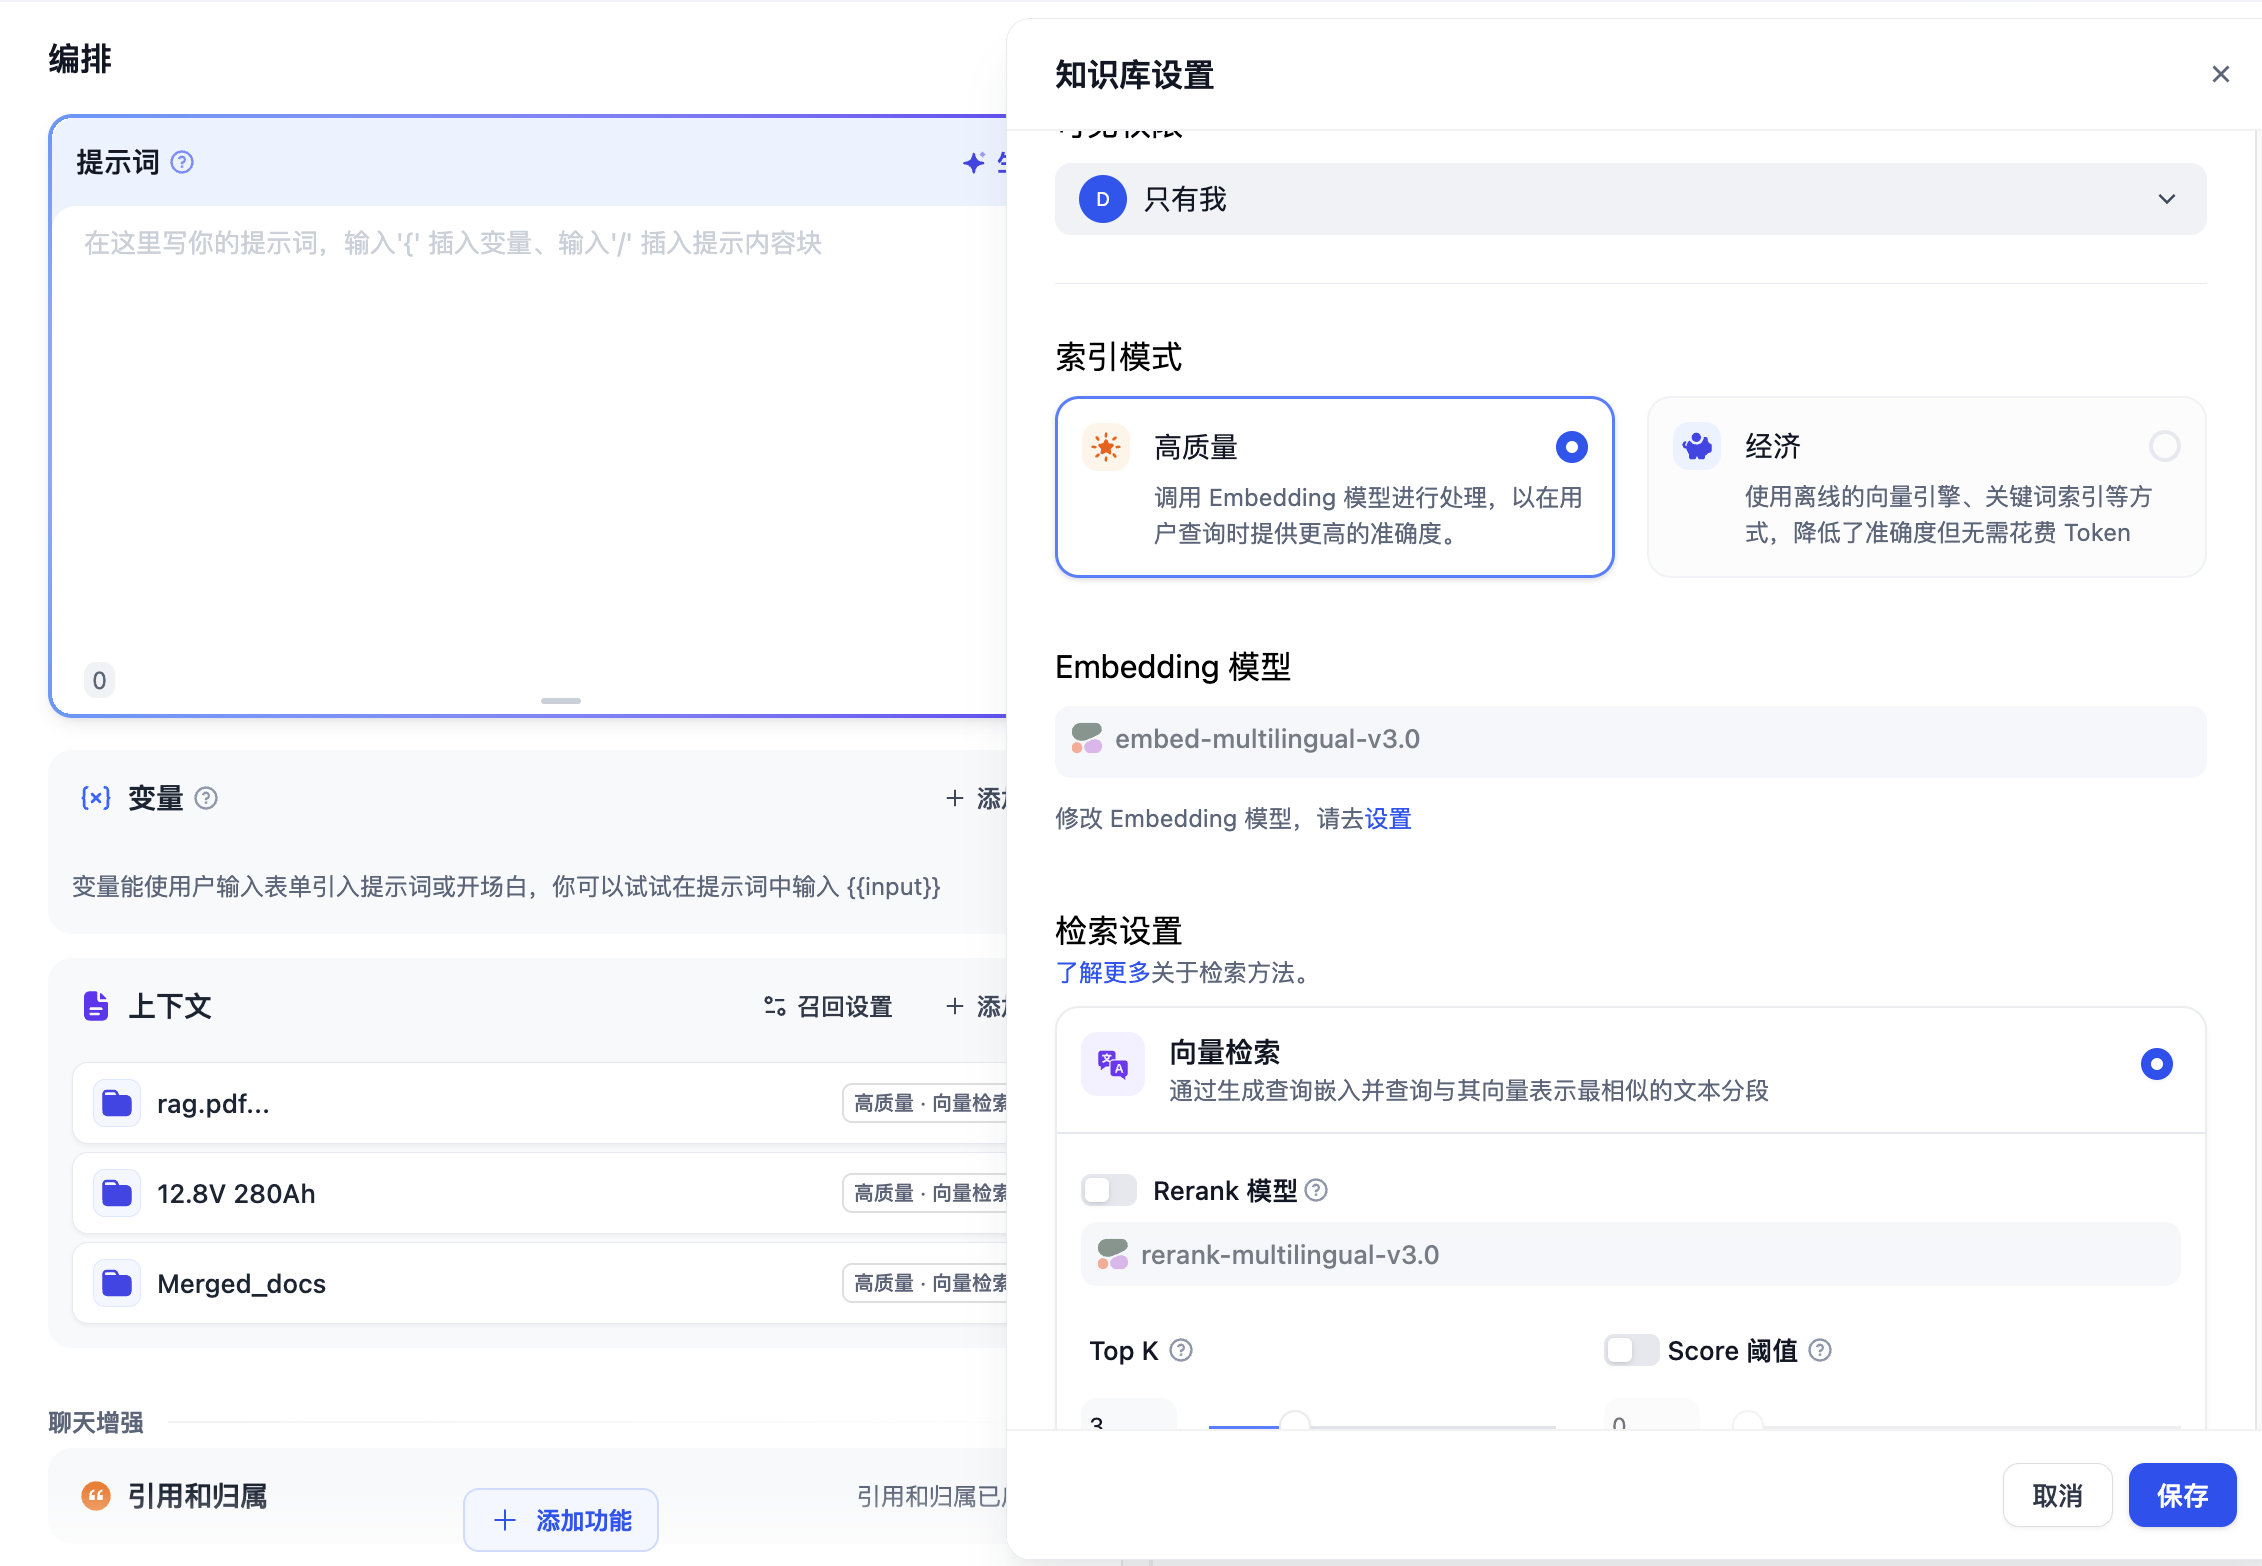 编排
提示词
在这里写你的提示词，输入'{' 插入变量、输入'/' 插入提示内容块
0
变量
添加
变量能使用户输入表单引入提示词或开场白，你可以试试在提示词中输入 {{input}}
上下文
召回设置
添加
rag.pdf...
高质量 · 向量检索
12.8V 280Ah
高质量 · 向量检索
Merged_docs
高质量 · 向量检索
聊天增强
引用和归属
引用和归属已
添加功能
知识库设置
可见权限
D
只有我
索引模式
高质量
调用 Embedding 模型进行处理，以在用
户查询时提供更高的准确度。
经济
使用离线的向量引擎、关键词索引等方
式，降低了准确度但无需花费 Token
Embedding 模型
embed-multilingual-v3.0
修改 Embedding 模型，请去设置
检索设置
了解更多关于检索方法。
向量检索
通过生成查询嵌入并查询与其向量表示最相似的文本分段
Rerank 模型
rerank-multilingual-v3.0
Top K
Score 阈值
3
0
取消
保存